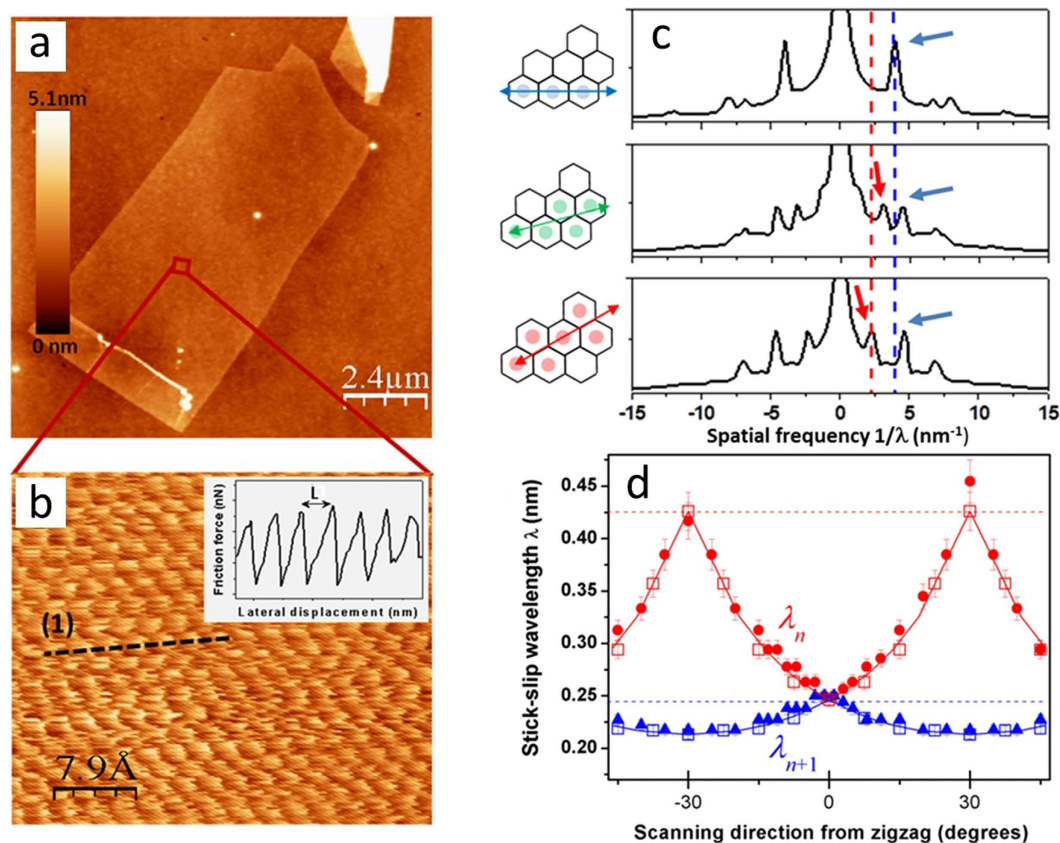 a
5.1nm
0 nm
2.4µm
b
(1)
7.9Å
Friction force (nN)
L
Lateral displacement (nm)
c
-15 -10 -5 0 5 10 15
Spatial frequency 1/λ (nm-1)
d
Stick-slip wavelength λ (nm)
0.45
0.40
0.35
0.30
0.25
0.20
λn
λn+1
-30 0 30
Scanning direction from zigzag (degrees)